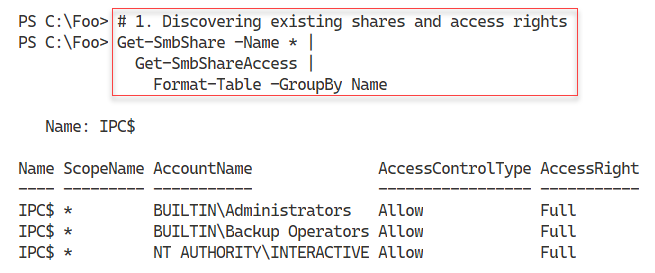 PS C:\Foo> # 1. Discovering existing shares and access rights
PS C:\Foo> Get-SmbShare -Name * |
Get-SmbShareAccess |
Format-Table -GroupBy Name
Name: IPC$
Name ScopeName AccountName AccessControlType AccessRight
---- --------- ----------- ----------------- -----------
IPC$ * BUILTIN\Administrators Allow Full
IPC$ * BUILTIN\Backup Operators Allow Full
IPC$ * NT AUTHORITY\INTERACTIVE Allow Full